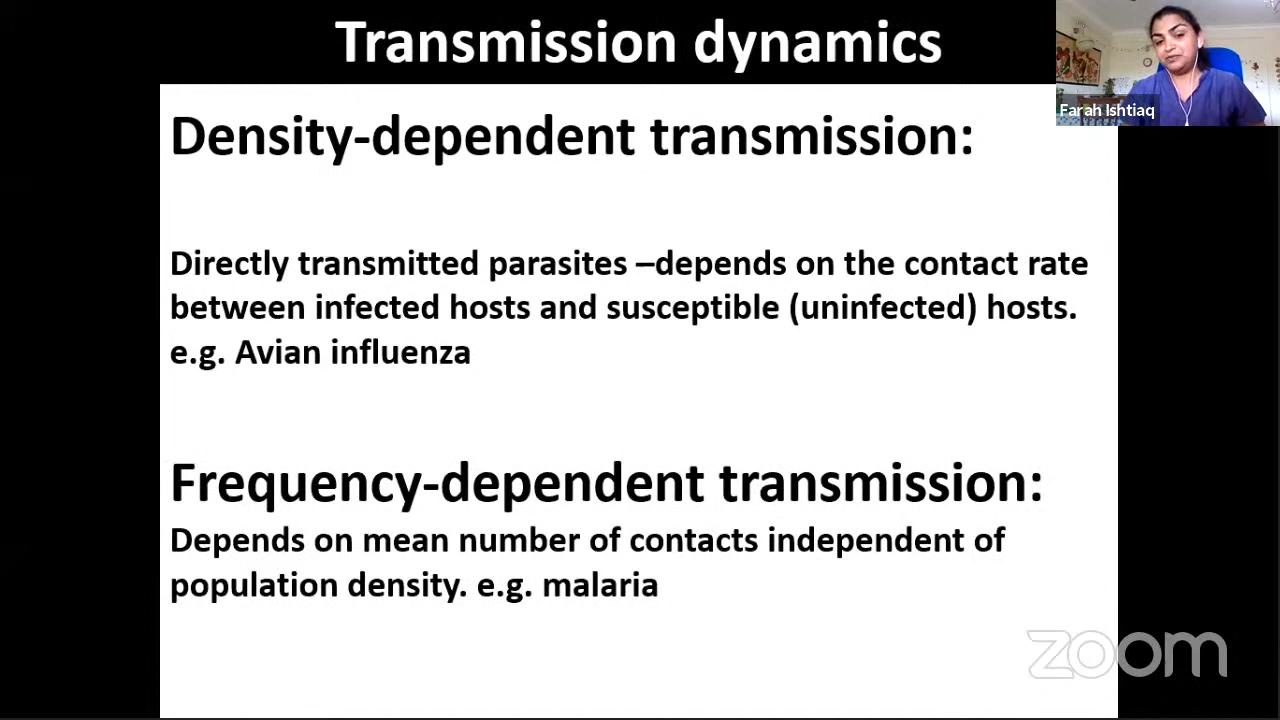 Transmission dynamics
Farah Ishtiaq
Density-dependent transmission:
Directly transmitted parasites –depends on the contact rate
between infected hosts and susceptible (uninfected) hosts.
e.g. Avian influenza
Frequency-dependent transmission:
Depends on mean number of contacts independent of
population density. e.g. malaria
zoom